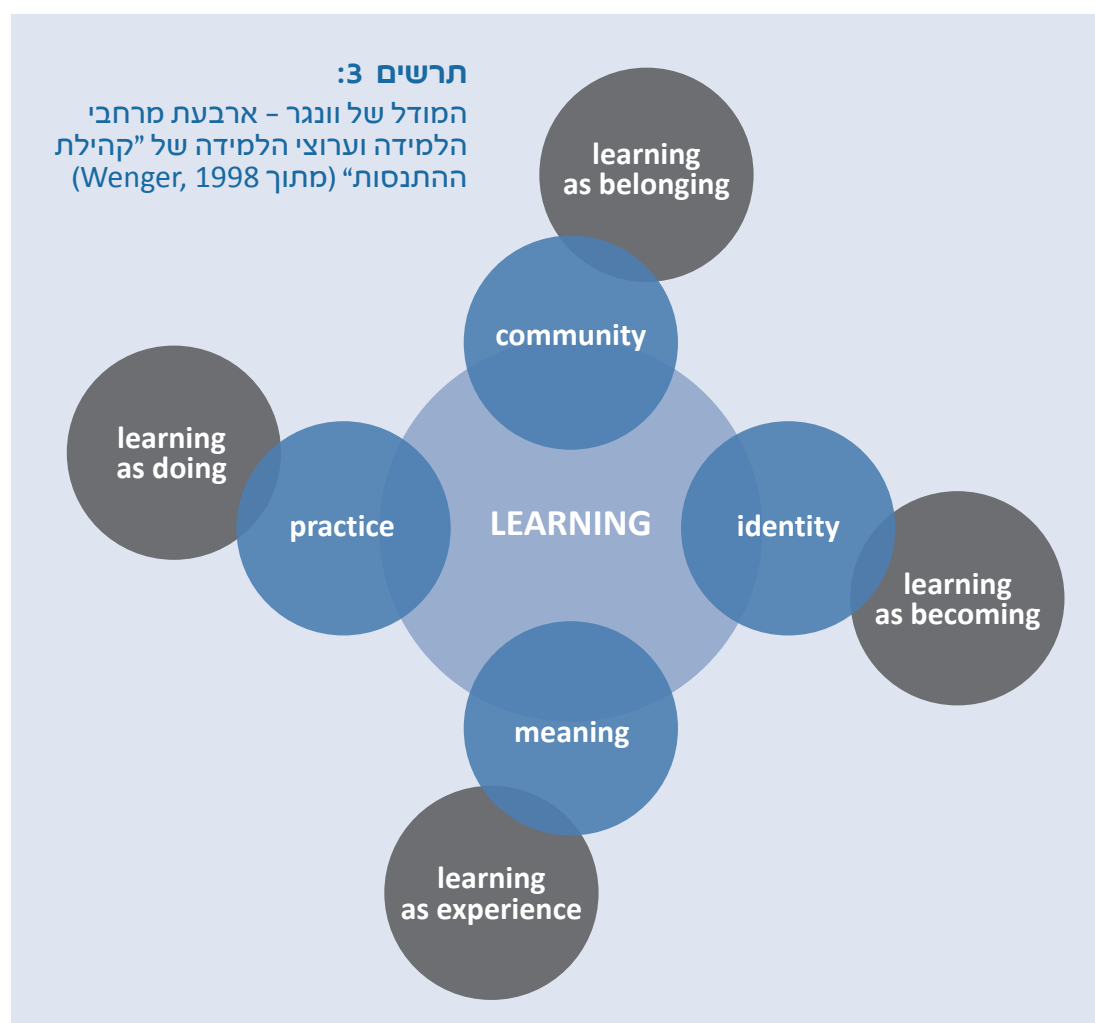 תרשים 3:
המודל של וונגר – ארבעת מרחבי
הלמידה וערוצי הלמידה של "קהילת
ההתנסות" (מתוך Wenger, 1998)
learning
as belonging
community
learning
as doing
practice
LEARNING
identity
learning
as becoming
meaning
learning
as experience